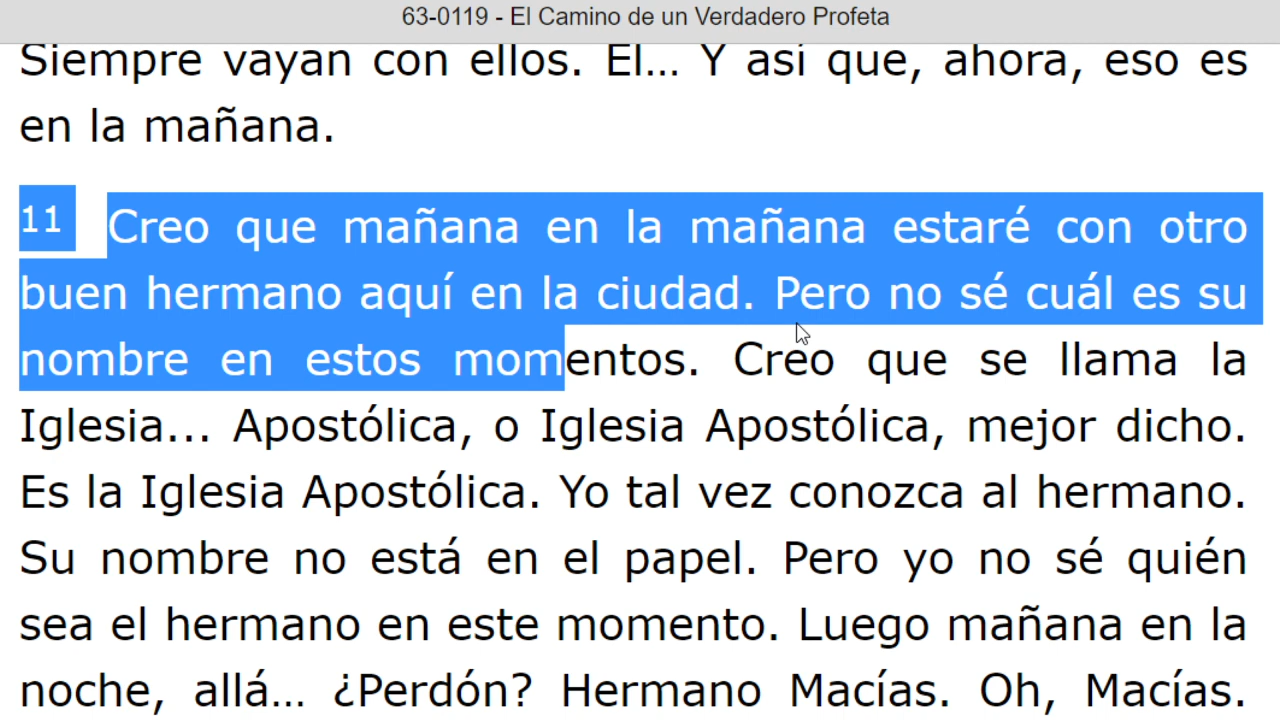 63-0119 - El Camino de un Verdadero Profeta
Siempre vayan con ellos. El... Y así que, ahora, eso es
en la mañana.
11 Creo que mañana en la mañana estaré con otro
buen hermano aquí en la ciudad. Pero no sé cuál es su
nombre en estos momentos. Creo que se llama la
Iglesia... Apostólica, o Iglesia Apostólica, mejor dicho.
Es la Iglesia Apostólica. Yo tal vez conozca al hermano.
Su nombre no está en el papel. Pero yo no sé quién
sea el hermano en este momento. Luego mañana en la
noche, allá... ¿Perdón? Hermano Macías. Oh, Macías.